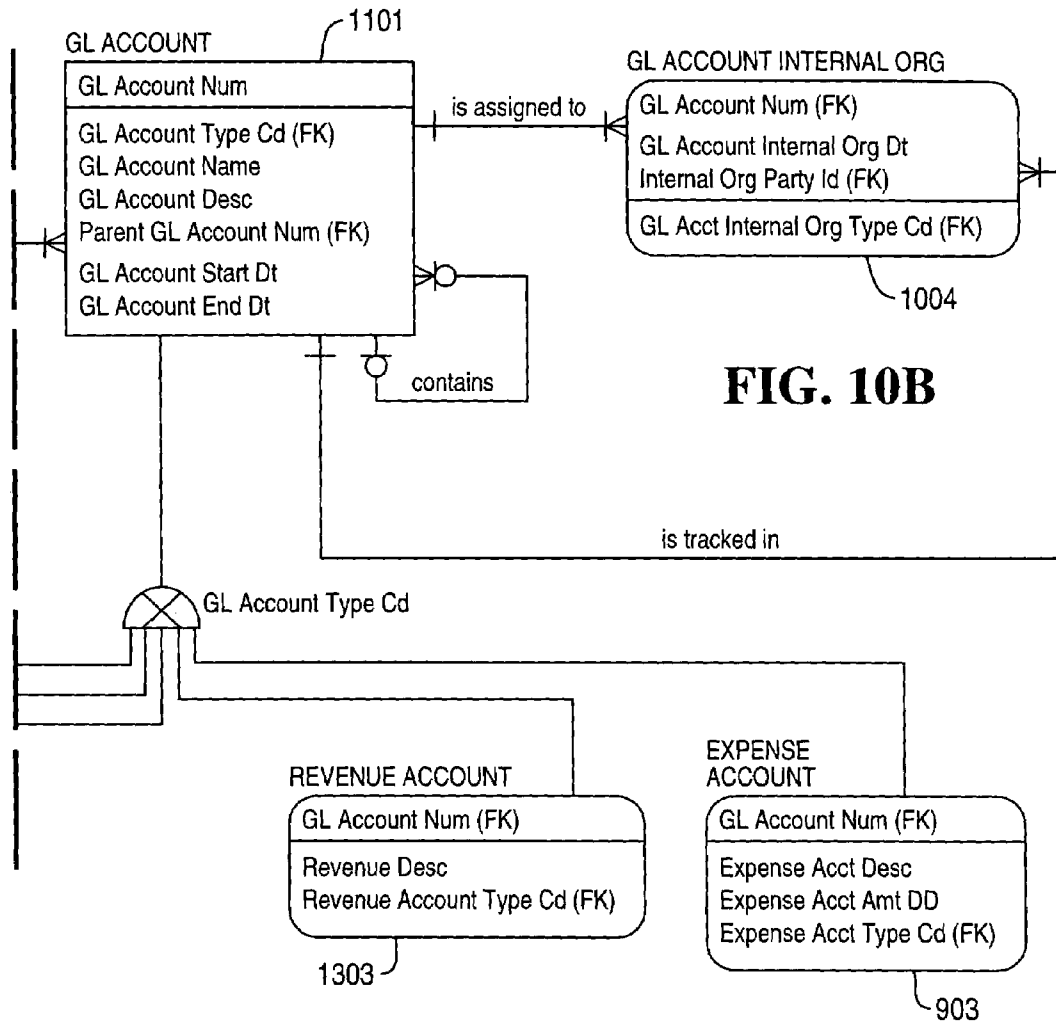 1101
GL ACCOUNT
GL Account Num
GL Account Type Cd (FK)
GL Account Name
GL Account Desc
Parent GL Account Num (FK)
GL Account Start Dt
GL Account End Dt
is assigned to
GL ACCOUNT INTERNAL ORG
GL Account Num (FK)
GL Account Internal Org Dt
Internal Org Party Id (FK)
GL Acct Internal Org Type Cd (FK)
1004
contains
FIG. 10B
is tracked in
GL Account Type Cd
REVENUE ACCOUNT
GL Account Num (FK)
Revenue Desc
Revenue Account Type Cd (FK)
1303
EXPENSE
ACCOUNT
GL Account Num (FK)
Expense Acct Desc
Expense Acct Amt DD
Expense Acct Type Cd (FK)
903